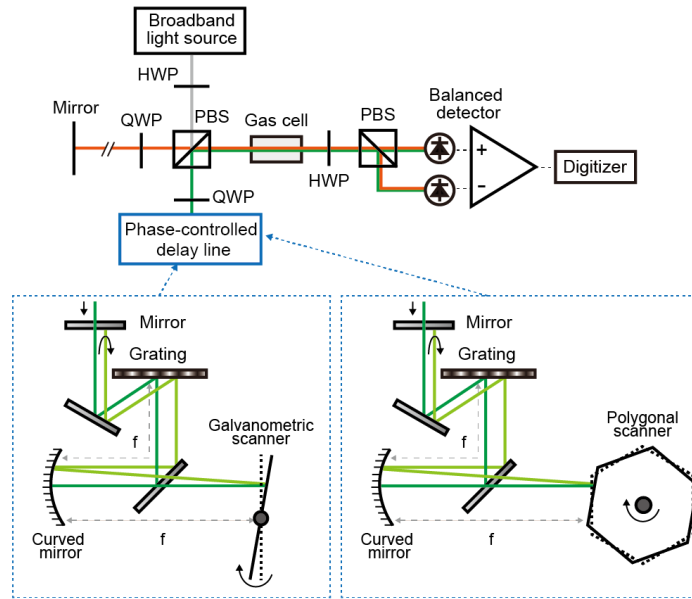 Broadband
light source
HWP
Mirror
QWP
PBS
Gas cell
HWP
PBS
Balanced
detector
+
-
Digitizer
QWP
Phase-controlled
delay line
Mirror
Grating
Galvanometric
scanner
f
Curved
mirror
f
Mirror
Grating
Polygonal
scanner
f
Curved
mirror
f